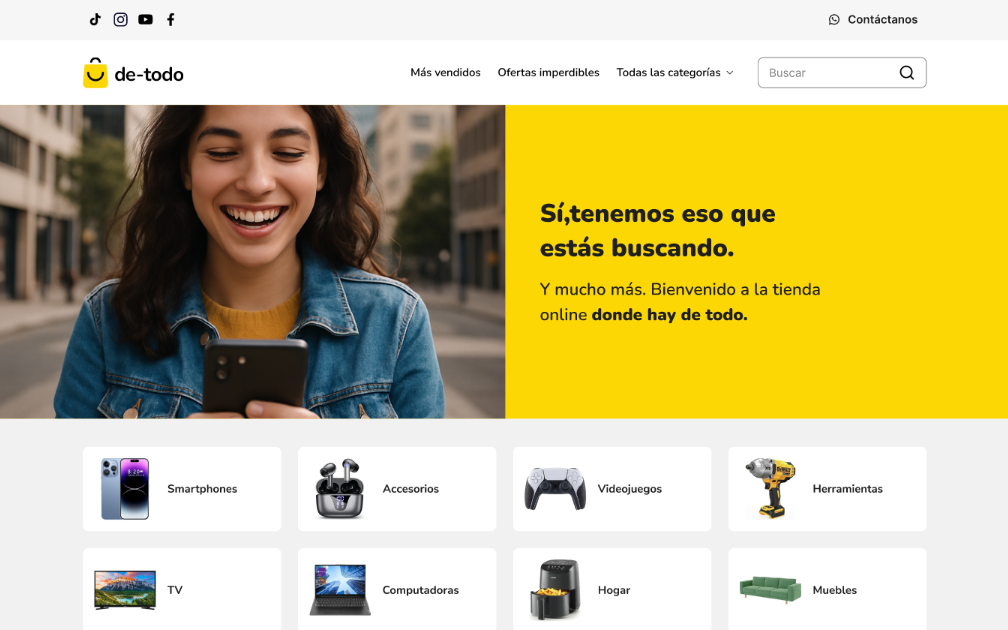 Contáctanos
de-todo
Más vendidos
Ofertas imperdibles
Todas las categorías
Buscar
Sí,tenemos eso que
estás buscando.
Y mucho más. Bienvenido a la tienda
online donde hay de todo.
Smartphones
Accesorios
Videojuegos
Herramientas
TV
Computadoras
Hogar
Muebles